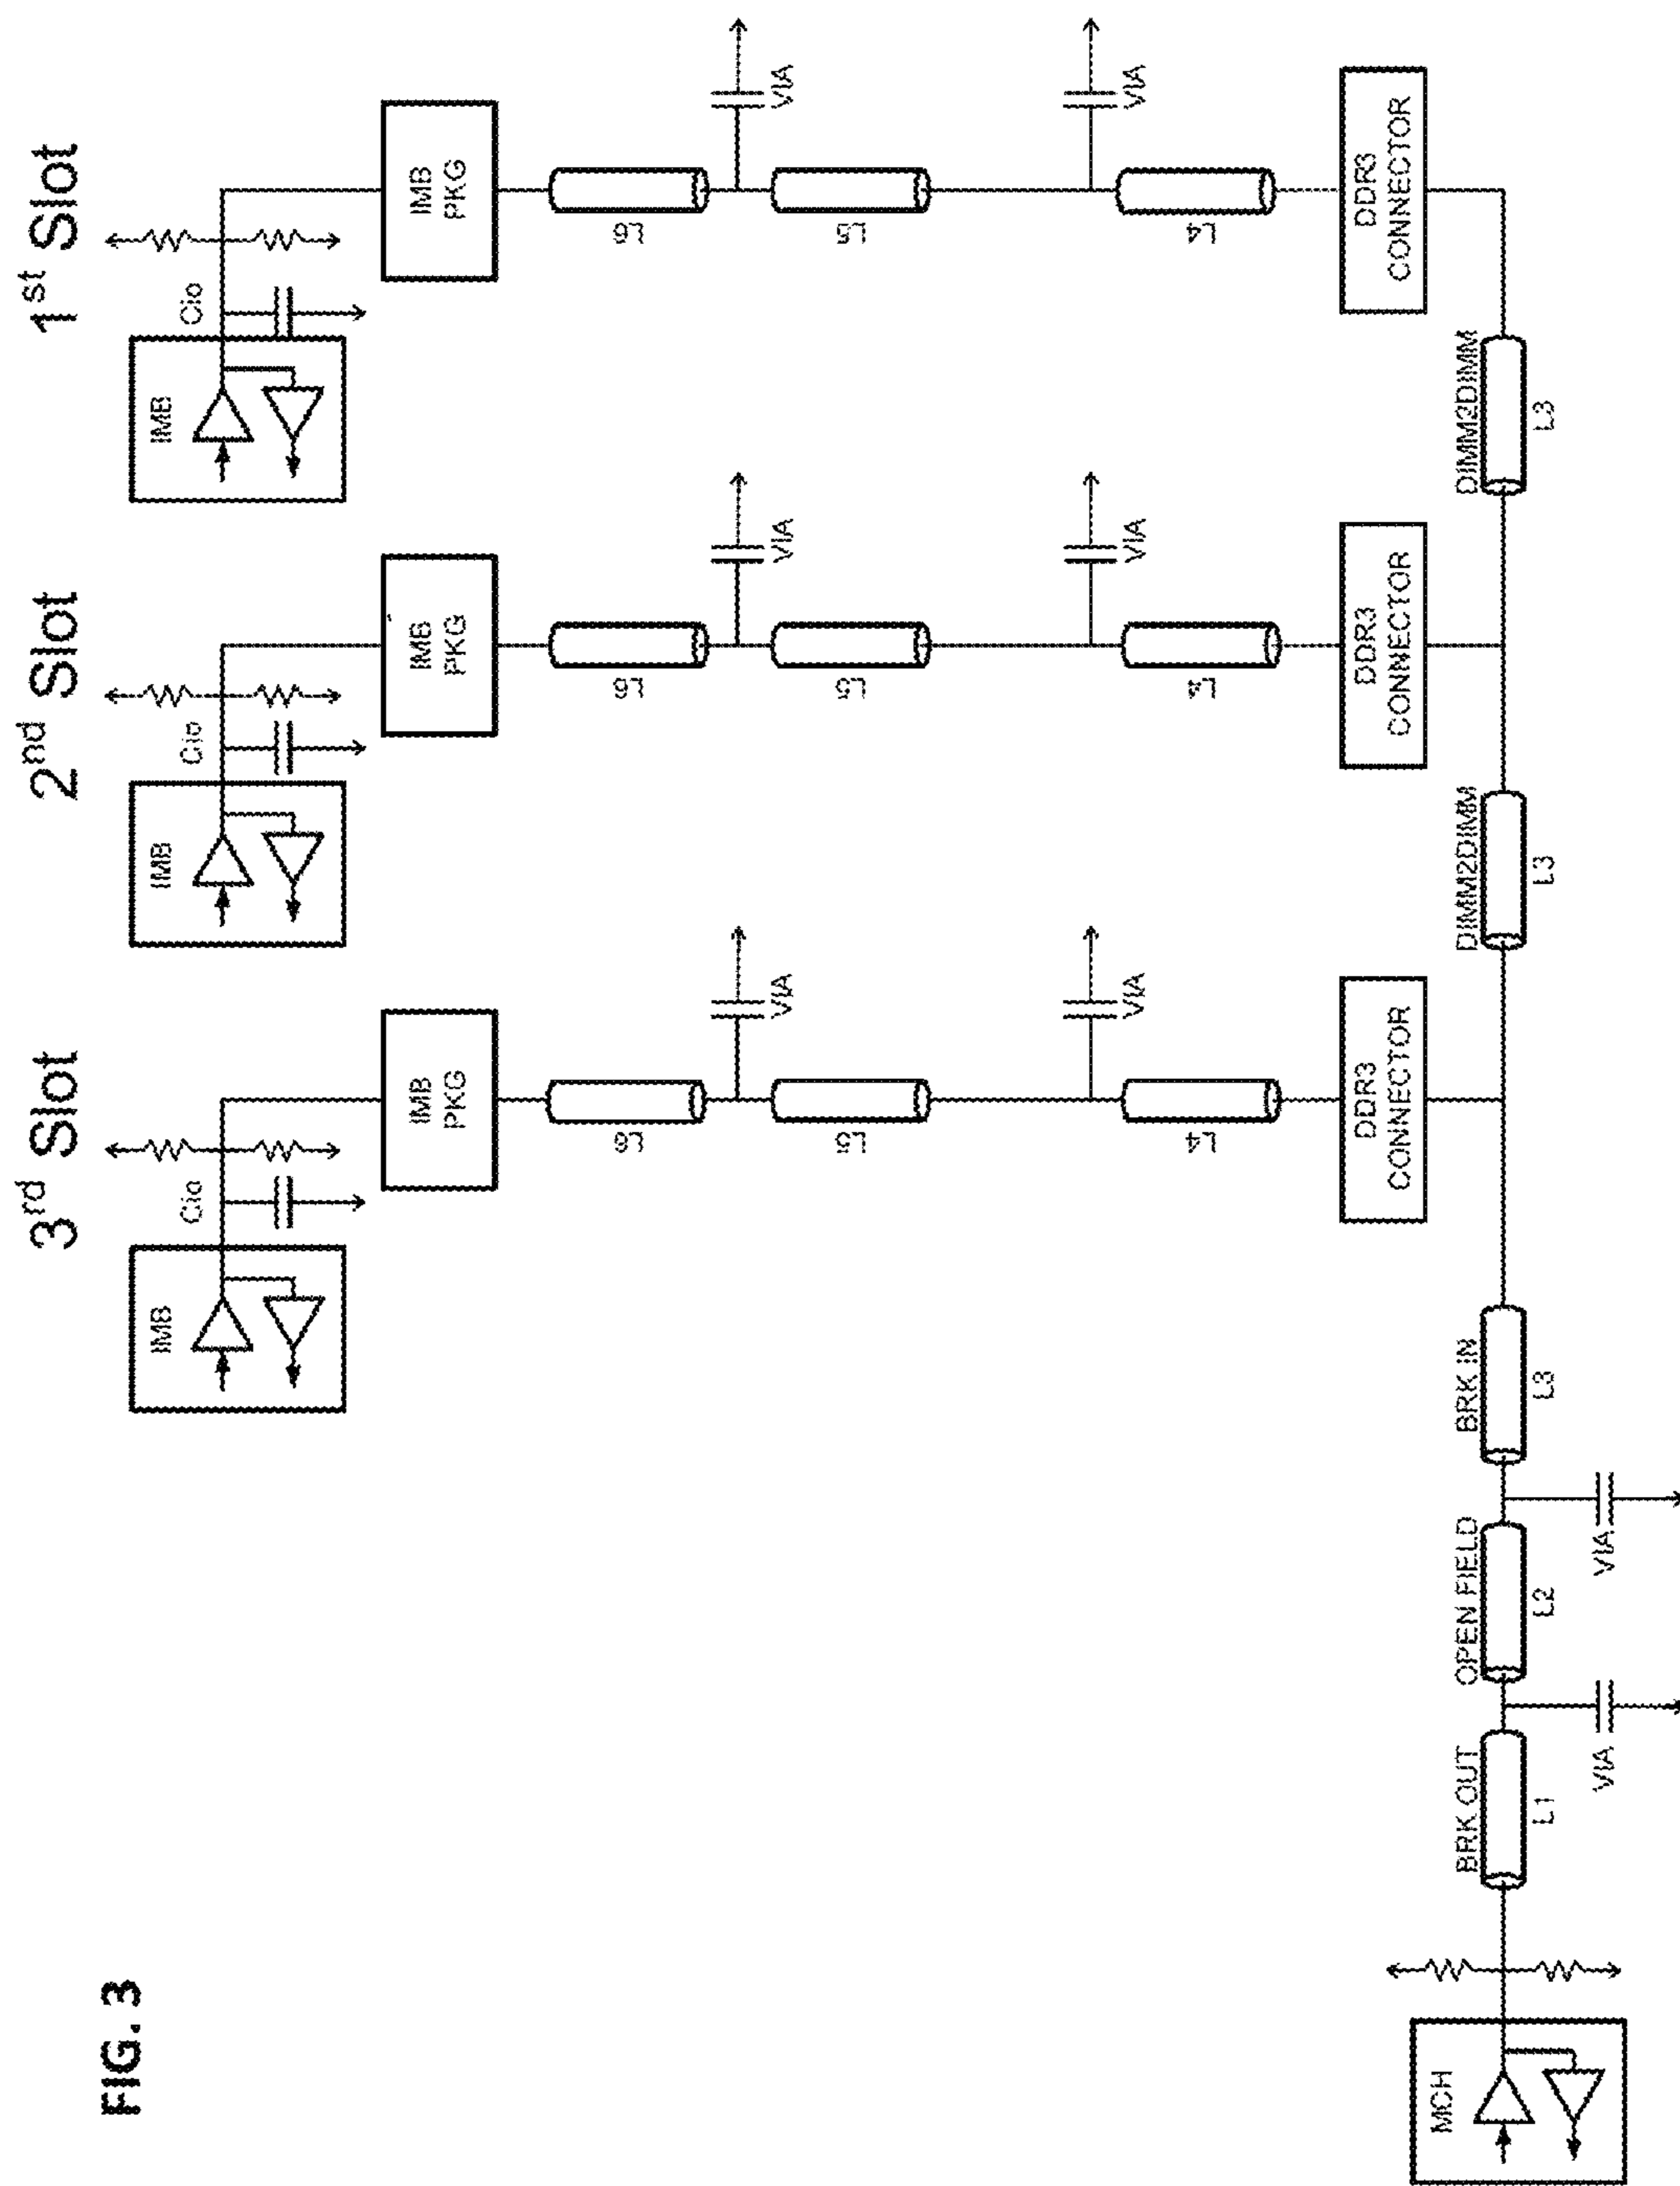 FIG. 3
3rd Slot
2nd Slot
1st Slot
IMB
Cio
IMB
Cio
IMB
Cio
IMB
PKG
IMB
PKG
IMB
PKG
L6
L6
L6
VIA
VIA
VIA
L5
L5
L5
VIA
VIA
VIA
L4
L4
L4
DDR3
CONNECTOR
DDR3
CONNECTOR
DDR3
CONNECTOR
MCH
BRK OUT
L1
VIA
OPEN FIELD
L2
VIA
BRK IN
L3
DIMM2DIMM
L3
DIMM2DIMM
L3